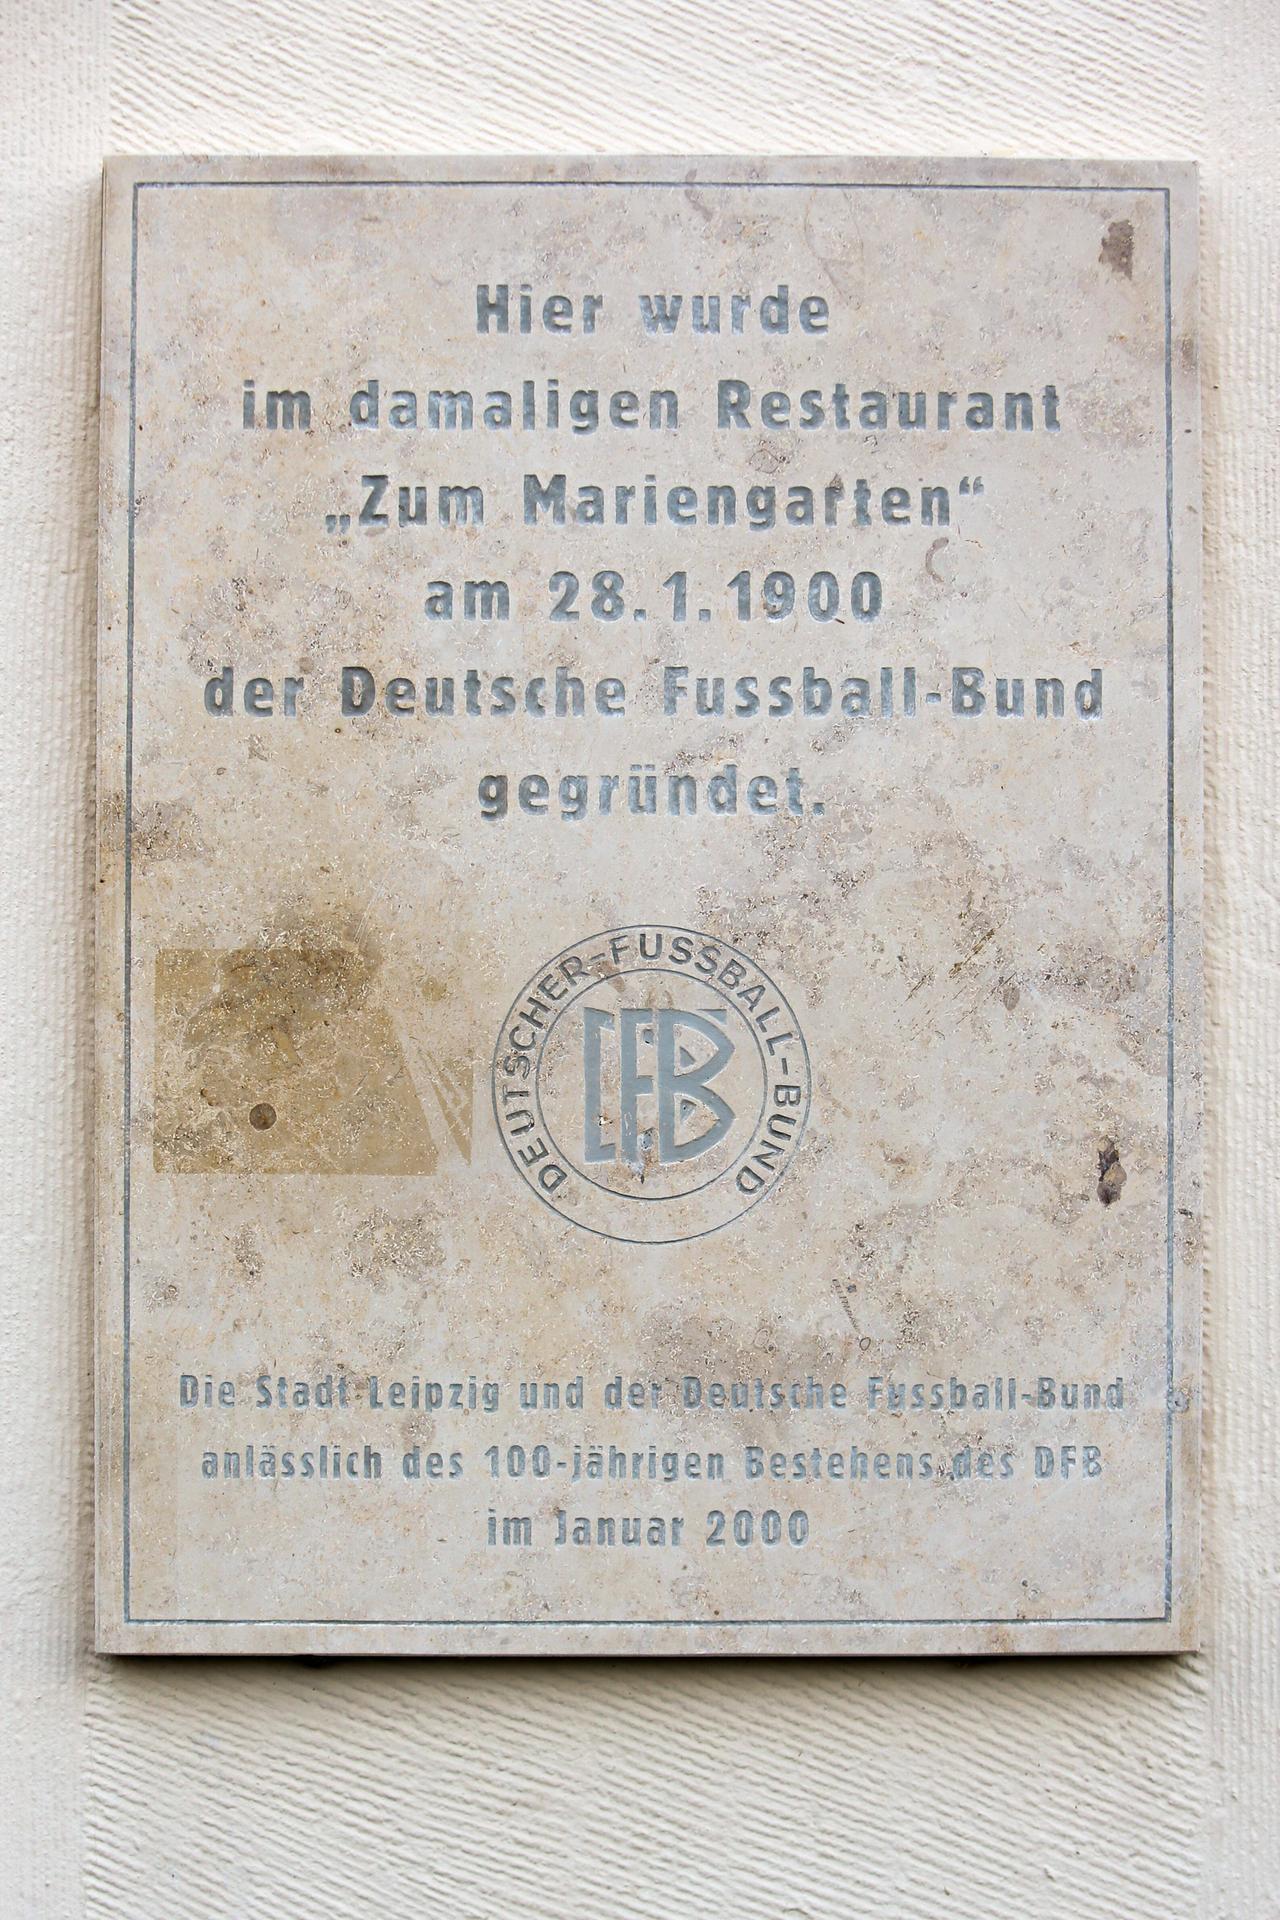 Hier wurde
im damaligen Restaurant
„Zum Mariengarten“
am 28.1.1900
der Deutsche Fussball-Bund
gegründet.
DEUTSCHER-FUSSBALL-BUND
DFB
Die Stadt Leipzig und der Deutsche Fussball-Bund
anlässlich des 100-jährigen Bestehens des DFB
im Januar 2000